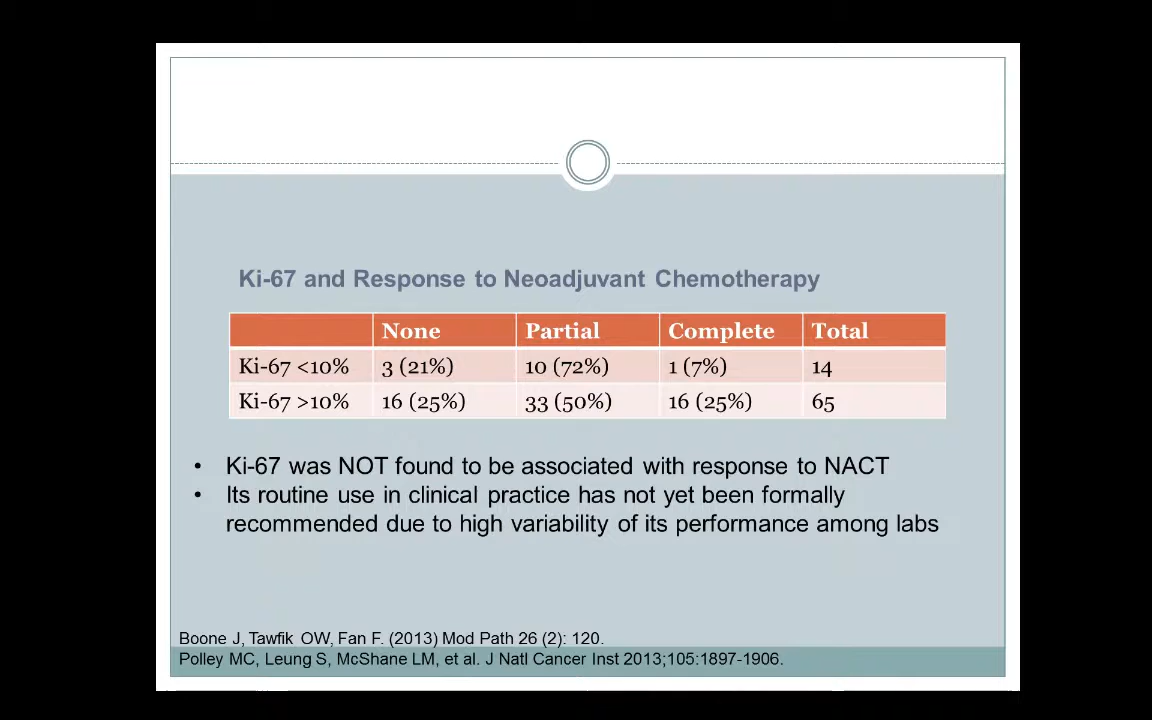 Ki-67 and Response to Neoadjuvant Chemotherapy
None Partial Complete Total
Ki-67 <10% 3 (21%) 10 (72%) 1 (7%) 14
Ki-67 >10% 16 (25%) 33 (50%) 16 (25%) 65
• Ki-67 was NOT found to be associated with response to NACT
• Its routine use in clinical practice has not yet been formally
recommended due to high variability of its performance among labs
Boone J, Tawfik OW, Fan F. (2013) Mod Path 26 (2): 120.
Polley MC, Leung S, McShane LM, et al. J Natl Cancer Inst 2013;105:1897-1906.